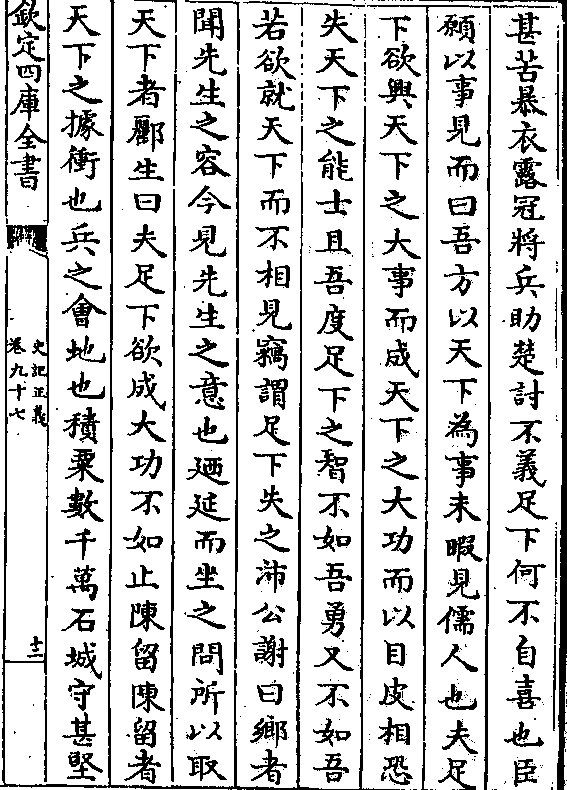 甚苦暴衣露冠將兵助楚討不義足下何不自喜也臣
願以事見而曰吾方以天下為事未暇見儒人也夫足
下欲興天下之大事而成天下之大功而以目皮相恐
失天下之能士且吾度足下之智不如吾勇又不如吾
若欲就天下而不相見竊謂足下失之沛公謝曰鄉者
聞先生之容今見先生之意也廼延而坐之問所以取
天下者酈生曰夫足下欲成大功不如止陳留陳留者
天下之據衝也兵之會地也積粟數千萬石城守甚堅
欽定四庫全書
史記正義
卷九十七
十二